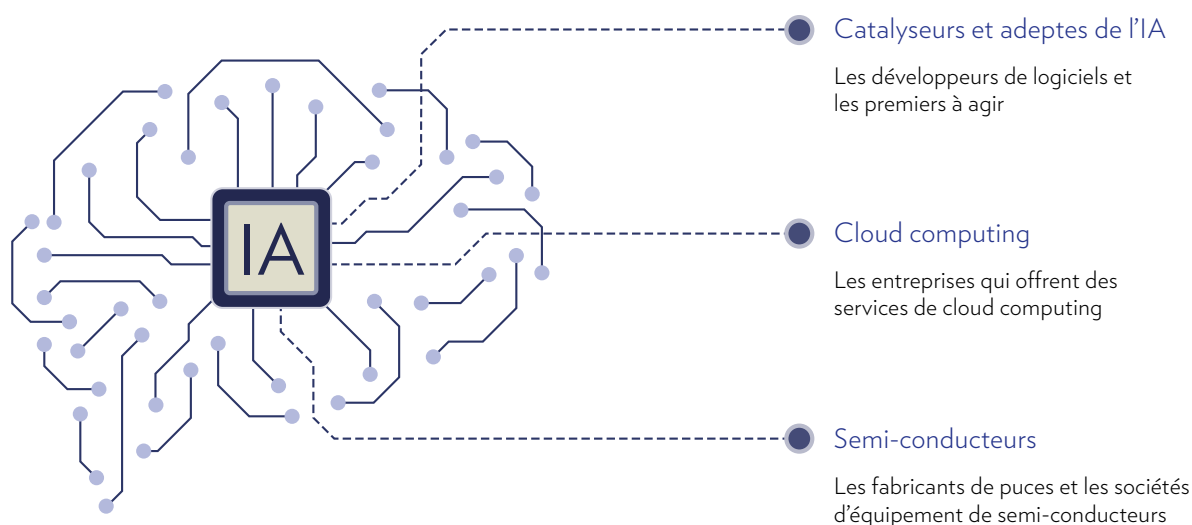 IA
Catalyseurs et adeptes de l’IA
Les développeurs de logiciels et
les premiers à agir
Cloud computing
Les entreprises qui offrent des
services de cloud computing
Semi-conducteurs
Les fabricants de puces et les sociétés
d’équipement de semi-conducteurs